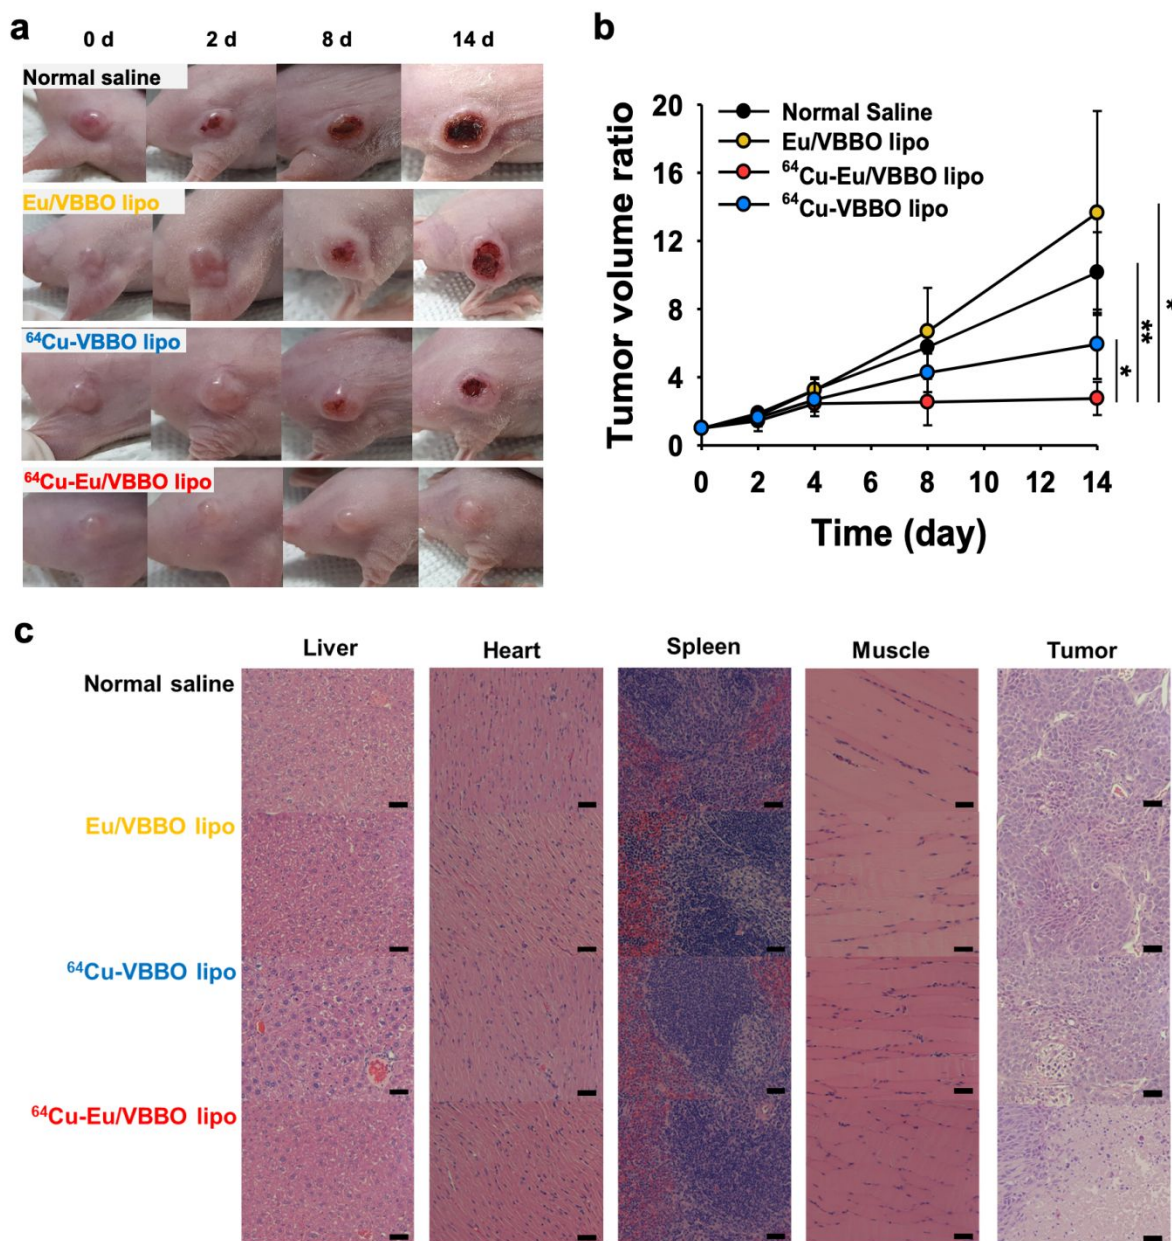 a
0 d 2 d 8 d 14 d
Normal saline
Eu/VBBO lipo
⁶⁴Cu-VBBO lipo
⁶⁴Cu-Eu/VBBO lipo
b
Tumor volume ratio
20
16
12
8
4
0
Normal Saline
Eu/VBBO lipo
⁶⁴Cu-Eu/VBBO lipo
⁶⁴Cu-VBBO lipo
*
**
*
0 2 4 6 8 10 12 14
Time (day)
c
Liver Heart Spleen Muscle Tumor
Normal saline
Eu/VBBO lipo
⁶⁴Cu-VBBO lipo
⁶⁴Cu-Eu/VBBO lipo